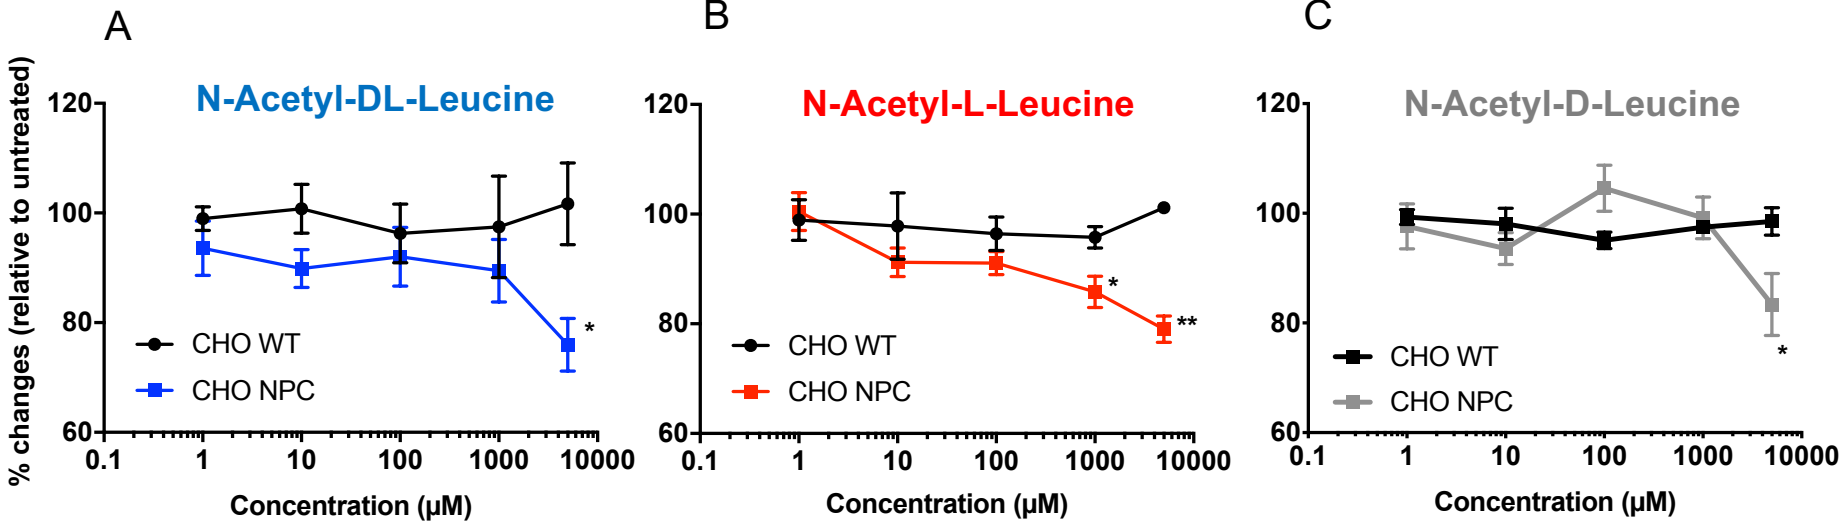 A
B
C
% changes (relative to untreated)
N-Acetyl-DL-Leucine
120
100
80
60
CHO WT
CHO NPC
*
0.1 1 10 100 1000 10000
Concentration (µM)
N-Acetyl-L-Leucine
120
100
80
60
CHO WT
CHO NPC
*
**
0.1 1 10 100 1000 10000
Concentration (µM)
N-Acetyl-D-Leucine
120
100
80
60
CHO WT
CHO NPC
*
0.1 1 10 100 1000 10000
Concentration (µM)